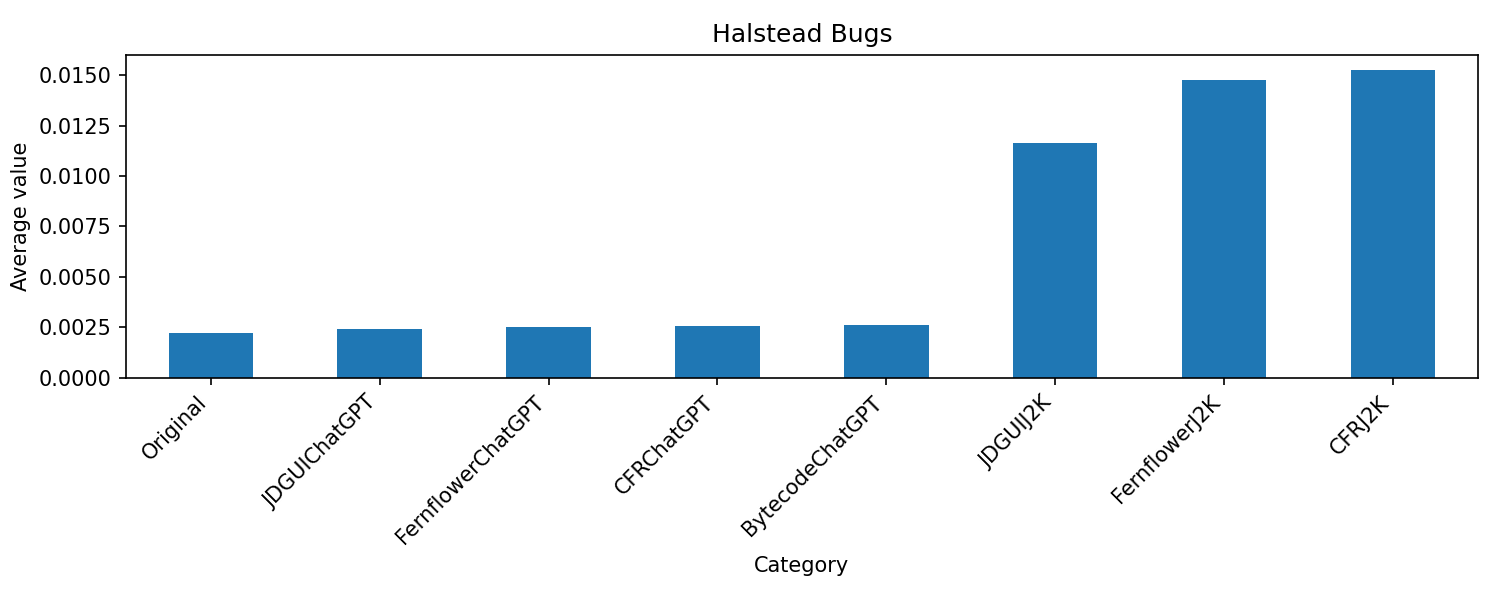 Halstead Bugs
Average value
0.0150
0.0125
0.0100
0.0075
0.0050
0.0025
0.0000
Original
JDGUIChatGPT
FernflowerChatGPT
CFRChatGPT
BytecodeChatGPT
JDGUIJ2K
FernflowerJ2K
CFRJ2K
Category